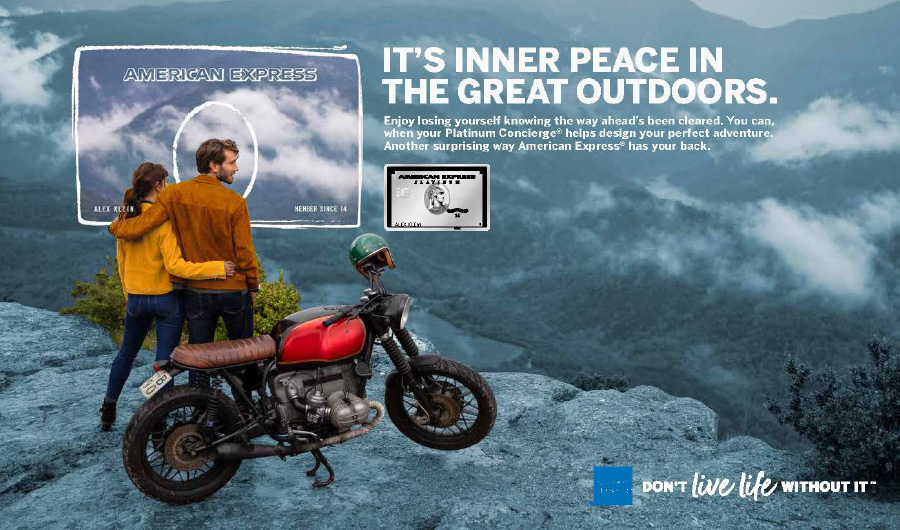 AMERICAN EXPRESS
ALEX KLEIN
MEMBER SINCE 14
IT'S INNER PEACE IN
THE GREAT OUTDOORS.
Enjoy losing yourself knowing the way ahead's been cleared. You can,
when your Platinum Concierge® helps design your perfect adventure.
Another surprising way American Express® has your back.
AMERICAN EXPRESS
PLATINUM
14
ALEX KLEIN
DON'T live life WITHOUT IT™